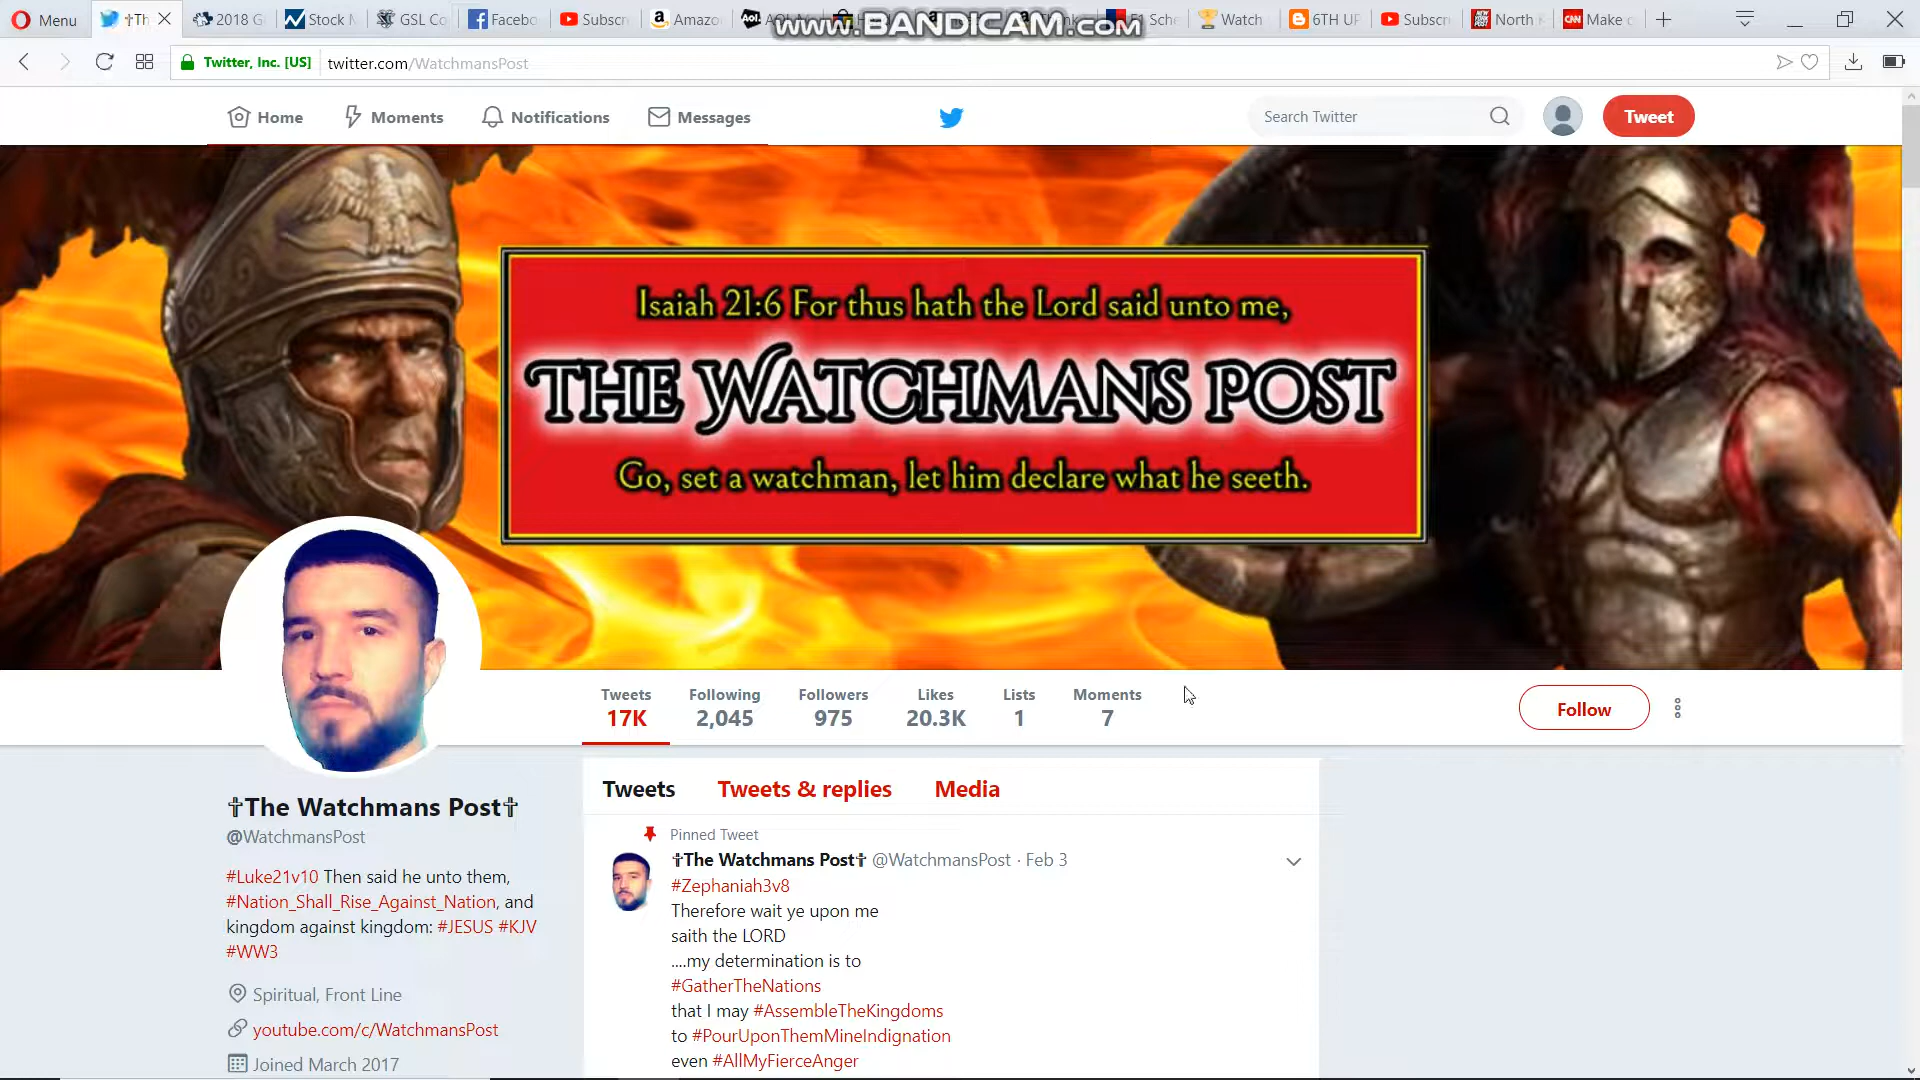 Menu
†Th
2018 G
Stock
GSL Co
Facebo
Subscr
Amazo
Aol.
Watch
6TH UP
Subscr
North
CNN Make
www.BANDICAM.com
Twitter, Inc. [US]
twitter.com/WatchmansPost
Home
Moments
Notifications
Messages
Search Twitter
Tweet
Isaiah 21:6 For thus hath the Lord said unto me,
THE WATCHMANS POST
Go, set a watchman, let him declare what he seeth.
Tweets
Following
Followers
Likes
Lists
Moments
17K
2,045
975
20.3K
1
7
Follow
✝The Watchmans Post✝
@WatchmansPost
#Luke21v10 Then said he unto them,
#Nation_Shall_Rise_Against_Nation, and
kingdom against kingdom: #JESUS #KJV
#WW3
Spiritual, Front Line
youtube.com/c/WatchmansPost
Joined March 2017
Tweets
Tweets & replies
Media
Pinned Tweet
✝The Watchmans Post✝ @WatchmansPost · Feb 3
#Zephaniah3v8
Therefore wait ye upon me
saith the LORD
....my determination is to
#GatherTheNations
that I may #AssembleTheKingdoms
to #PourUponThemMineIndignation
even #AllMyFierceAnger